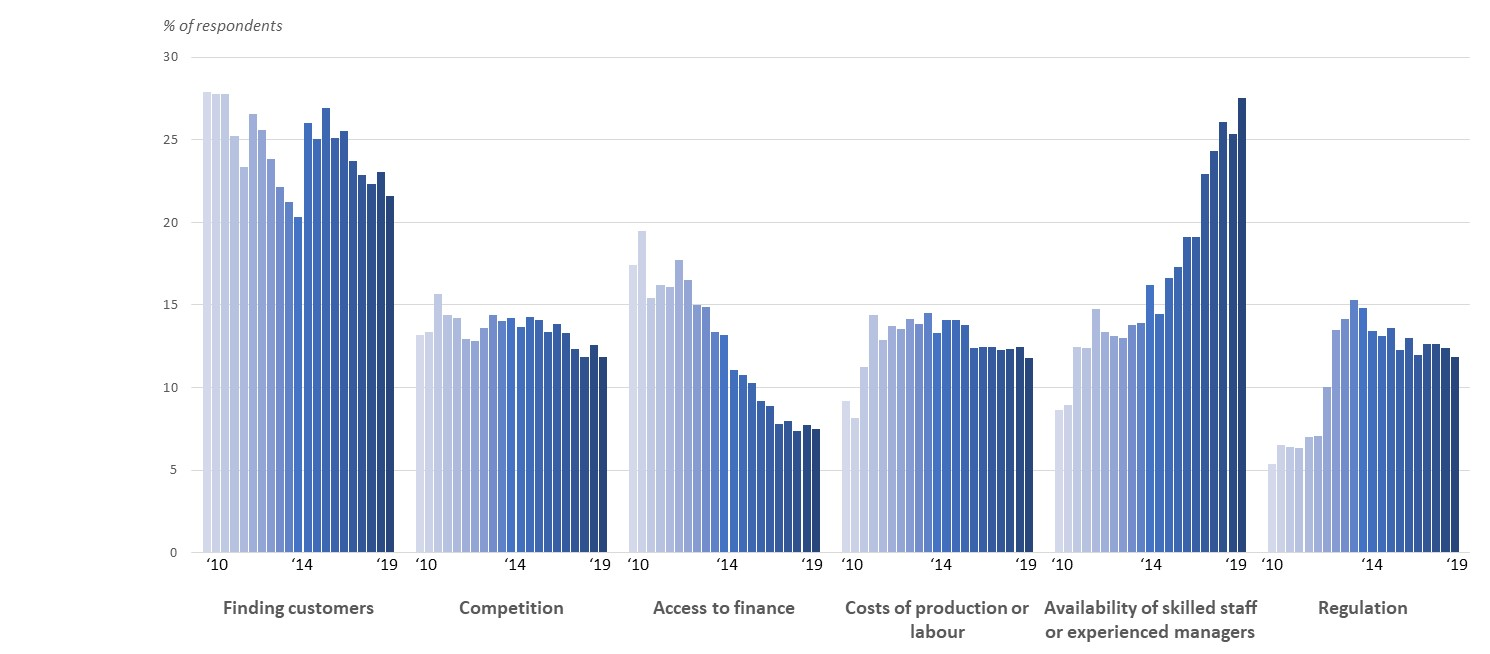 % of respondents
30
25
20
15
10
5
0
‘10 ‘14 ‘19 ‘10 ‘14 ‘19 ‘10 ‘14 ‘19 ‘10 ‘14 ‘19 ‘10 ‘14 ‘19 ‘10 ‘14 ‘19
Finding customers Competition Access to finance Costs of production or Availability of skilled staff Regulation
labour or experienced managers